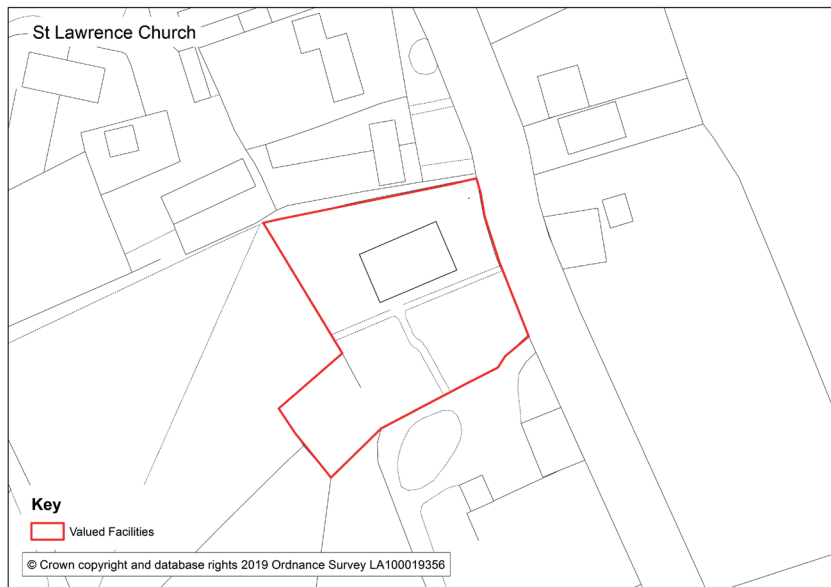 St Lawrence Church
Key
Valued Facilities
© Crown copyright and database rights 2019 Ordnance Survey LA100019356